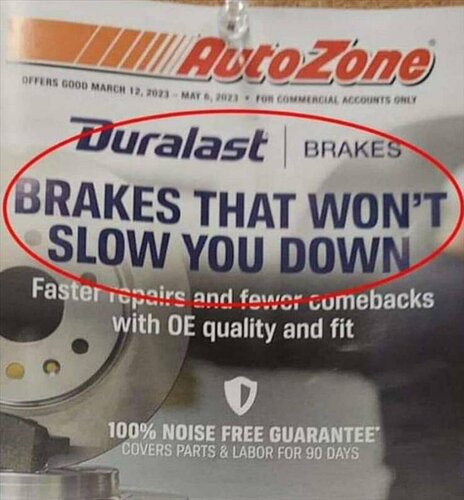 AutoZone
OFFERS GOOD MARCH 12, 2023 - MAY 6, 2023 • FOR COMMERCIAL ACCOUNTS ONLY
Duralast | BRAKES
BRAKES THAT WON'T
SLOW YOU DOWN
Faster repairs and fewer comebacks
with OE quality and fit
100% NOISE FREE GUARANTEE*
COVERS PARTS & LABOR FOR 90 DAYS